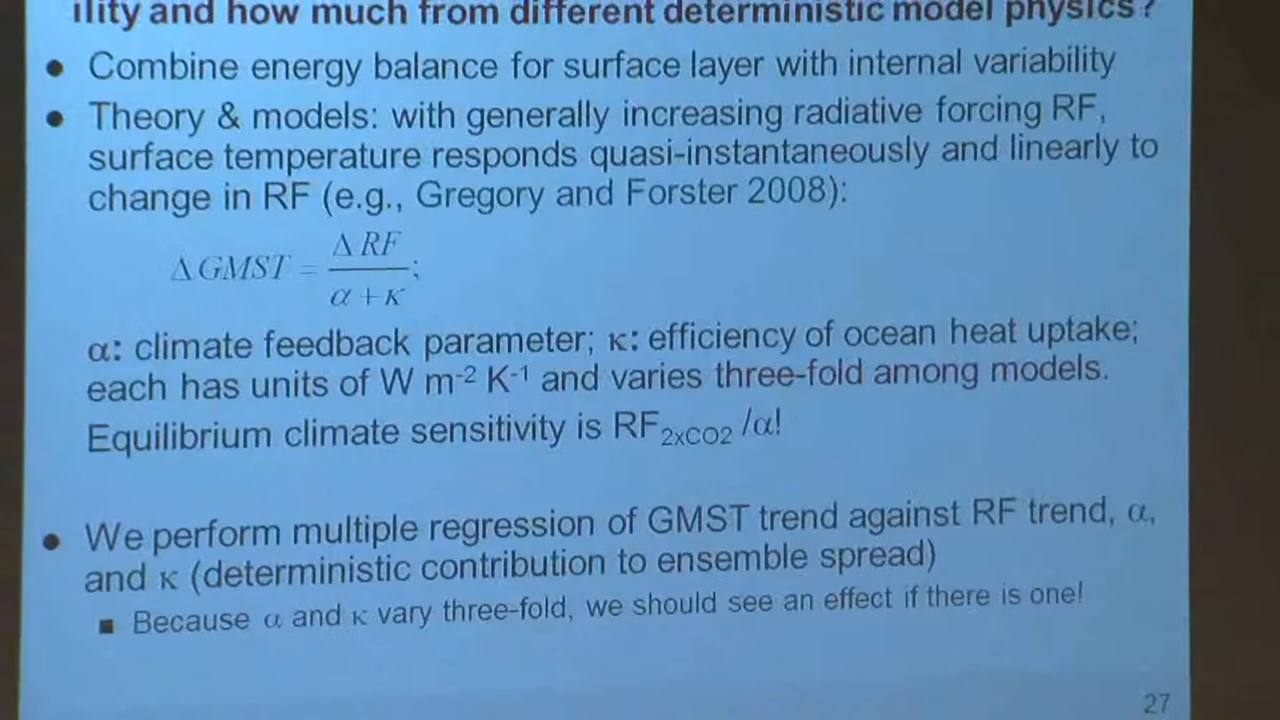 ility and how much from different deterministic model physics?
● Combine energy balance for surface layer with internal variability
● Theory & models: with generally increasing radiative forcing RF,
surface temperature responds quasi-instantaneously and linearly to
change in RF (e.g., Gregory and Forster 2008):
Δ GMST = Δ RF / α + κ ;
α: climate feedback parameter; κ: efficiency of ocean heat uptake;
each has units of W m⁻² K⁻¹ and varies three-fold among models.
Equilibrium climate sensitivity is RF₂ₓCO₂ /α!
● We perform multiple regression of GMST trend against RF trend, α,
and κ (deterministic contribution to ensemble spread)
■ Because α and κ vary three-fold, we should see an effect if there is one!
27